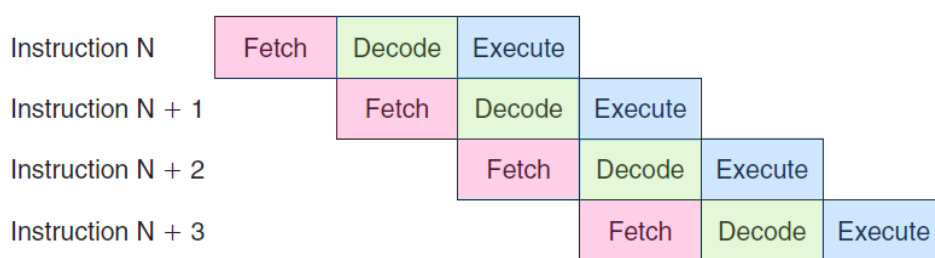 Instruction N Fetch Decode Execute
Instruction N + 1 Fetch Decode Execute
Instruction N + 2 Fetch Decode Execute
Instruction N + 3 Fetch Decode Execute